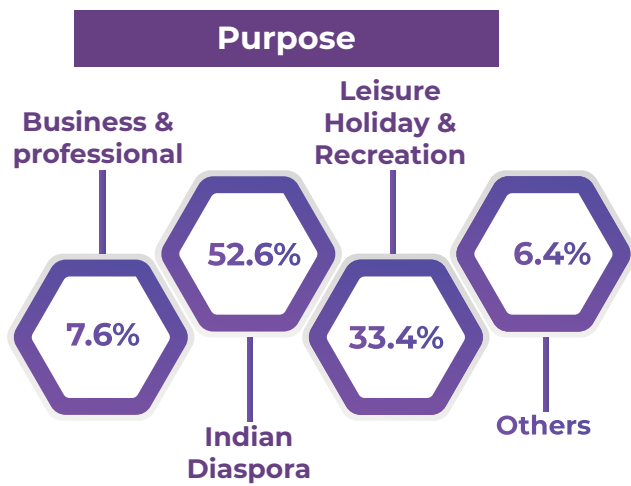 Purpose
Business &
professional
Leisure
Holiday &
Recreation
7.6%
52.6%
33.4%
6.4%
Indian
Diaspora
Others